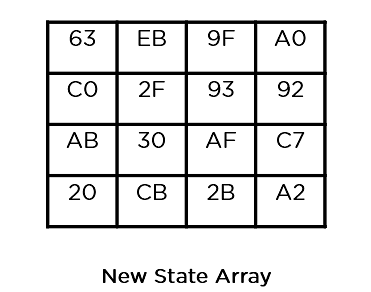 63 EB 9F A0
C0 2F 93 92
AB 30 AF C7
20 CB 2B A2
New State Array